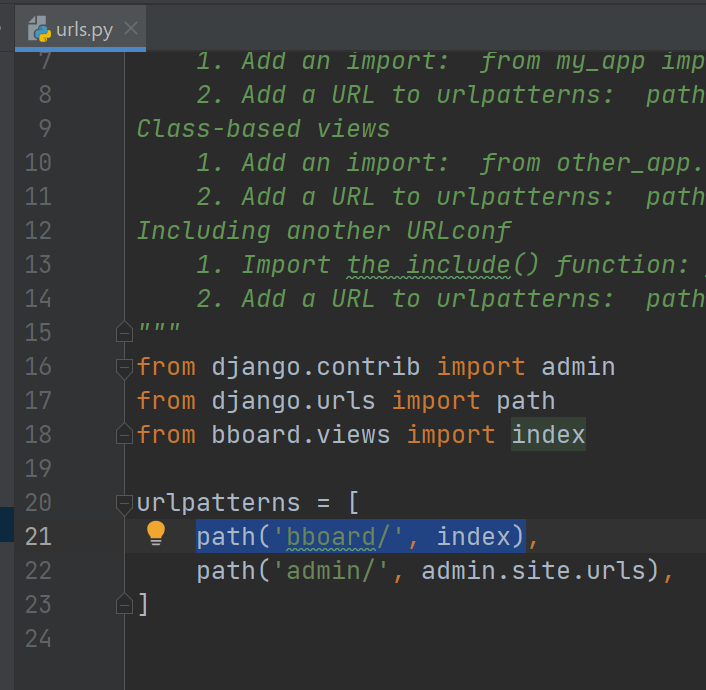 urls.py
7 1. Add an import: from my_app imp
8 2. Add a URL to urlpatterns: path
9 Class-based views
10 1. Add an import: from other_app.
11 2. Add a URL to urlpatterns: path
12 Including another URLconf
13 1. Import the include() function:
14 2. Add a URL to urlpatterns: path
15 """
16 from django.contrib import admin
17 from django.urls import path
18 from bboard.views import index
19
20 urlpatterns = [
21 path('bboard/', index),
22 path('admin/', admin.site.urls),
23 ]
24